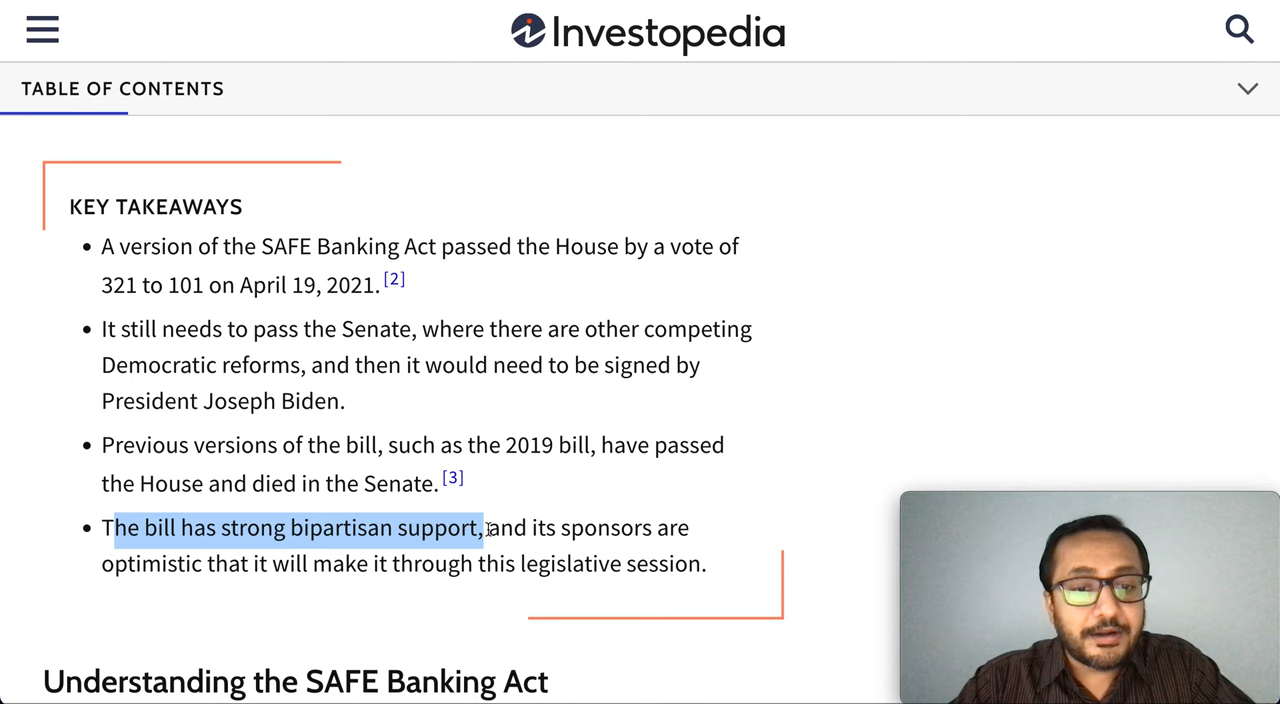 Investopedia
TABLE OF CONTENTS
KEY TAKEAWAYS
• A version of the SAFE Banking Act passed the House by a vote of
321 to 101 on April 19, 2021. [2]
• It still needs to pass the Senate, where there are other competing
Democratic reforms, and then it would need to be signed by
President Joseph Biden.
• Previous versions of the bill, such as the 2019 bill, have passed
the House and died in the Senate. [3]
• The bill has strong bipartisan support, and its sponsors are
optimistic that it will make it through this legislative session.
Understanding the SAFE Banking Act